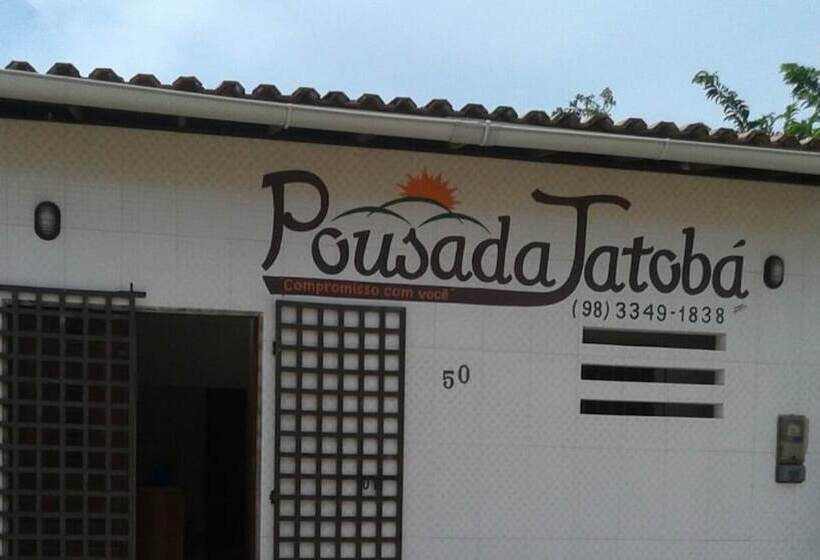 Pousada Jatobá
Compromisso com você
(98) 3349-1838
50